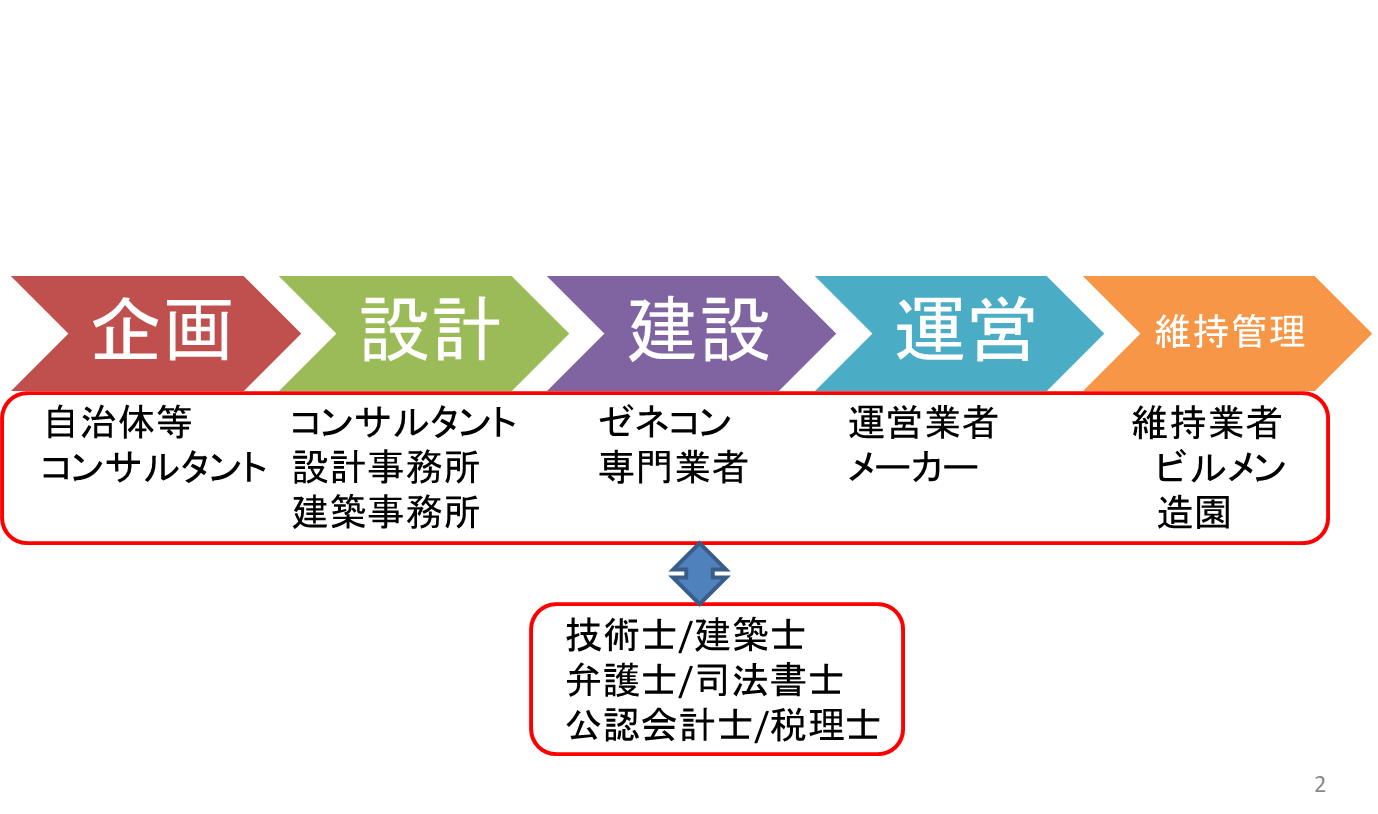 企画
設計
建設
運営
維持管理
自治体等
コンサルタント
コンサルタント
設計事務所
建築事務所
ゼネコン
専門業者
運営業者
メーカー
維持業者
ビルメン
造園
技術士/建築士
弁護士/司法書士
公認会計士/税理士
2